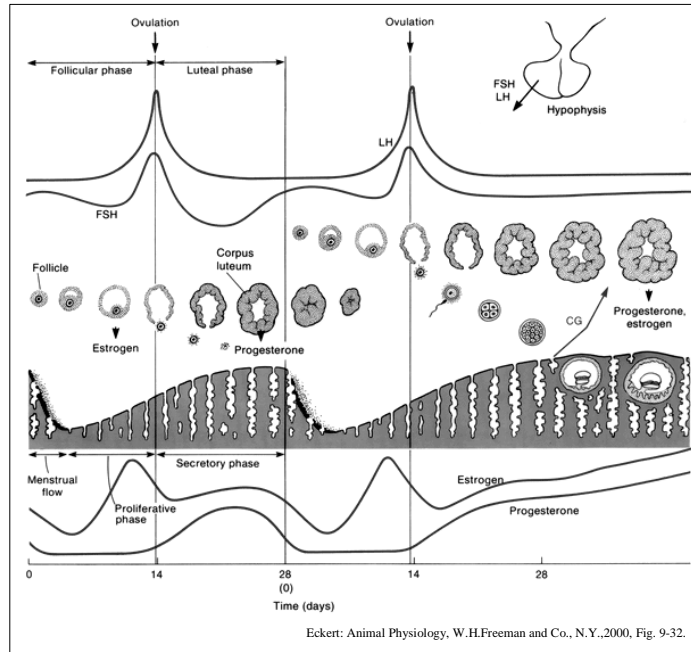 Ovulation
Ovulation
Follicular phase
Luteal phase
FSH
LH
Hypophysis
LH
FSH
Follicle
Corpus
luteum
CG
Estrogen
Progesterone
Progesterone,
estrogen
Menstrual
flow
Proliferative
phase
Secretory phase
Estrogen
Progesterone
0
14
28
(0)
14
28
Time (days)
Eckert: Animal Physiology, W.H.Freeman and Co., N.Y.,2000, Fig. 9-32.